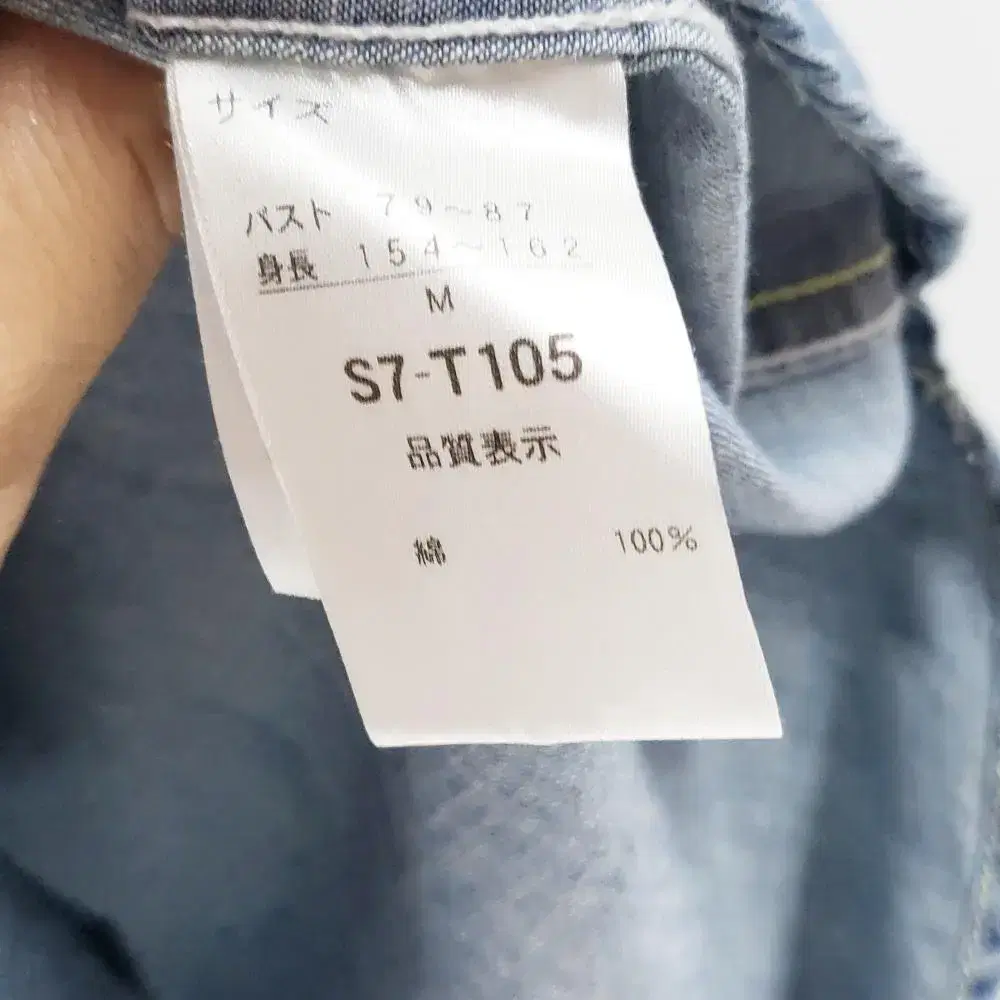 サイズ
バスト 79～87
身長 154～162
M
S7-T105
品質表示
綿 100%